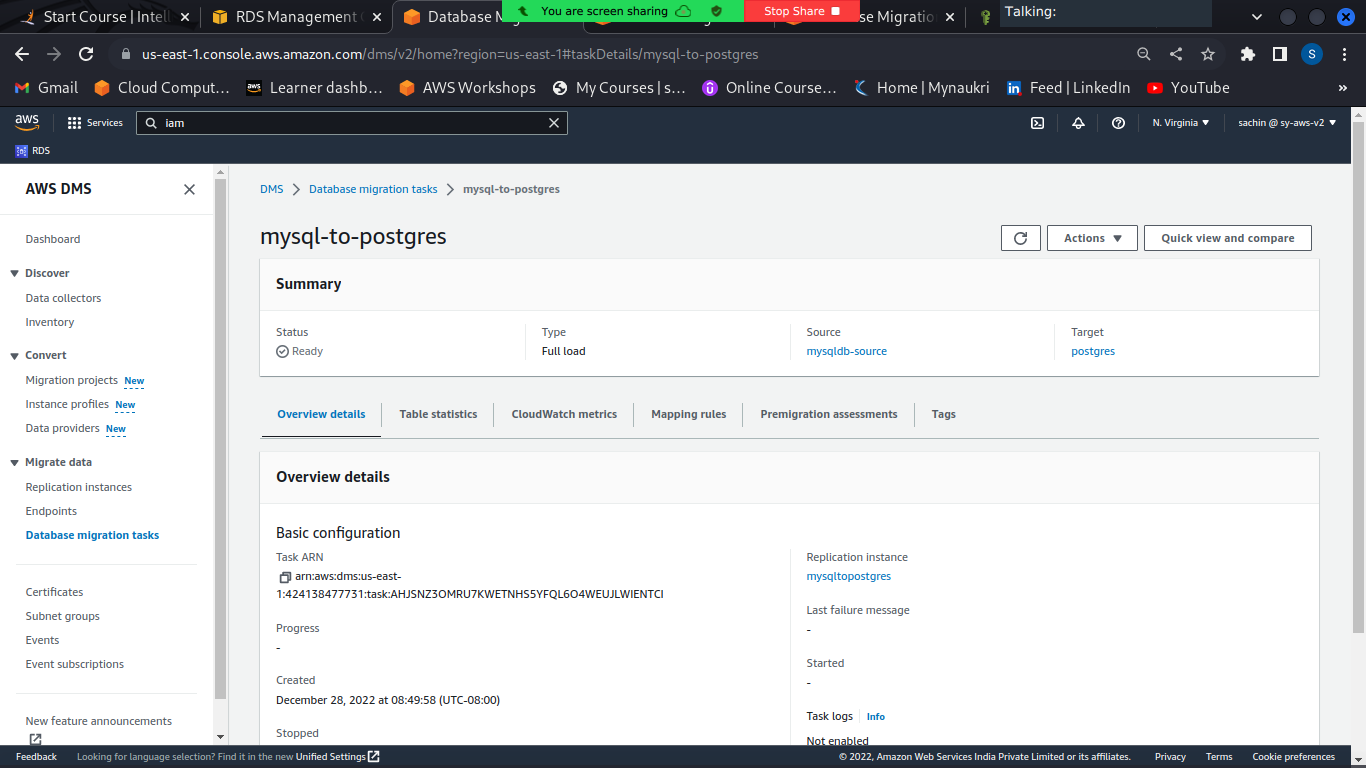 Start Course | Intell
RDS Management
Database M
You are screen sharing
Stop Share
ase Migratio
Talking:
us-east-1.console.aws.amazon.com/dms/v2/home?region=us-east-1#taskDetails/mysql-to-postgres
S
Gmail
Cloud Comput...
aws
Learner dashb...
AWS Workshops
My Courses | s...
Online Course...
Home | Mynaukri
Feed | LinkedIn
YouTube
»
aws
Services
iam
N. Virginia
sachin @ sy-aws-v2
RDS
AWS DMS
Dashboard
Discover
Data collectors
Inventory
Convert
Migration projects New
Instance profiles New
Data providers New
Migrate data
Replication instances
Endpoints
Database migration tasks
Certificates
Subnet groups
Events
Event subscriptions
New feature announcements
DMS
Database migration tasks
mysql-to-postgres
mysql-to-postgres
Actions
Quick view and compare
Summary
Status
Ready
Type
Full load
Source
mysqldb-source
Target
postgres
Overview details
Table statistics
CloudWatch metrics
Mapping rules
Premigration assessments
Tags
Overview details
Basic configuration
Task ARN
arn:aws:dms:us-east-
1:424138477731:task:AHJSNZ3OMRU7KWETNHS5YFQL6O4WEUJLWIENTCI
Progress
-
Created
December 28, 2022 at 08:49:58 (UTC-08:00)
Stopped
Replication instance
mysqltopostgres
Last failure message
-
Started
-
Task logs Info
Not enabled
Feedback
Looking for language selection? Find it in the new Unified Settings
© 2022, Amazon Web Services India Private Limited or its affiliates.
Privacy
Terms
Cookie preferences